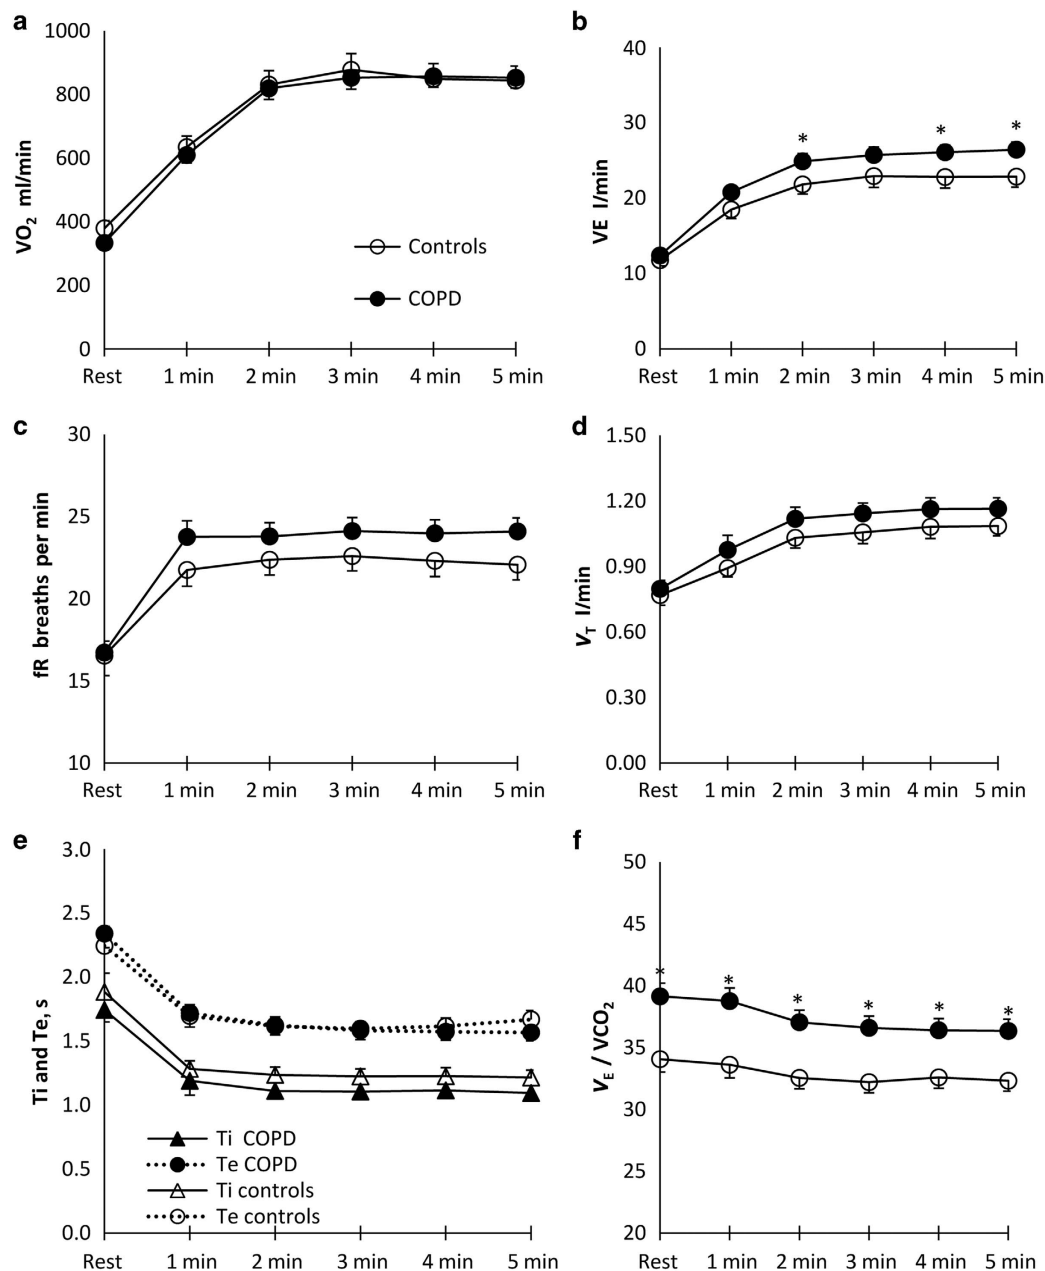 a
1000
800
600
400
200
0
VO2 ml/min
Controls
COPD
Rest 1 min 2 min 3 min 4 min 5 min
b
40
30
20
10
0
VE l/min
* * *
Rest 1 min 2 min 3 min 4 min 5 min
c
30
25
20
15
10
fR breaths per min
Rest 1 min 2 min 3 min 4 min 5 min
d
1.50
1.20
0.90
0.60
0.30
0.00
VT l/min
Rest 1 min 2 min 3 min 4 min 5 min
e
3.0
2.5
2.0
1.5
1.0
0.5
0.0
Ti and Te, s
Ti COPD
Te COPD
Ti controls
Te controls
Rest 1 min 2 min 3 min 4 min 5 min
f
50
45
40
35
30
25
20
VE / VCO2
* * * * * *
Rest 1 min 2 min 3 min 4 min 5 min